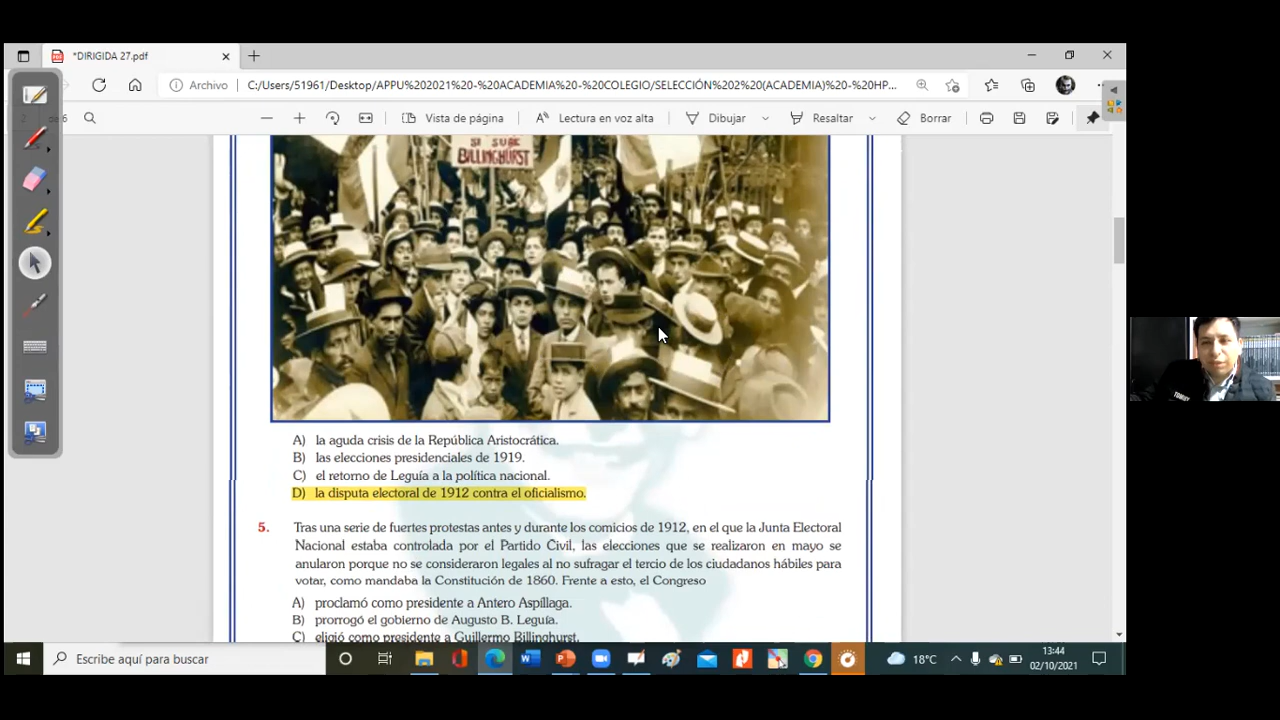 *DIRIGIDA 27.pdf
Archivo
C:/Users/51961/Desktop/APPU%202021%20-%20ACADEMIA%20-%20COLEGIO/SELECCIÓN%202%20(ACADEMIA)%20-%20HP...
2 de 6
Vista de página
Lectura en voz alta
Dibujar
Resaltar
Borrar
SI SUBE
BILLINGHURST
A) la aguda crisis de la República Aristocrática.
B) las elecciones presidenciales de 1919.
C) el retorno de Leguía a la política nacional.
D) la disputa electoral de 1912 contra el oficialismo.
5. Tras una serie de fuertes protestas antes y durante los comicios de 1912, en el que la Junta Electoral
Nacional estaba controlada por el Partido Civil, las elecciones que se realizaron en mayo se
anularon porque no se consideraron legales al no sufragar el tercio de los ciudadanos hábiles para
votar, como mandaba la Constitución de 1860. Frente a esto, el Congreso
A) proclamó como presidente a Antero Aspíllaga.
B) prorrogó el gobierno de Augusto B. Leguía.
C) eligió como presidente a Guillermo Billinghurst.
Escribe aquí para buscar
18°C
13:44
02/10/2021